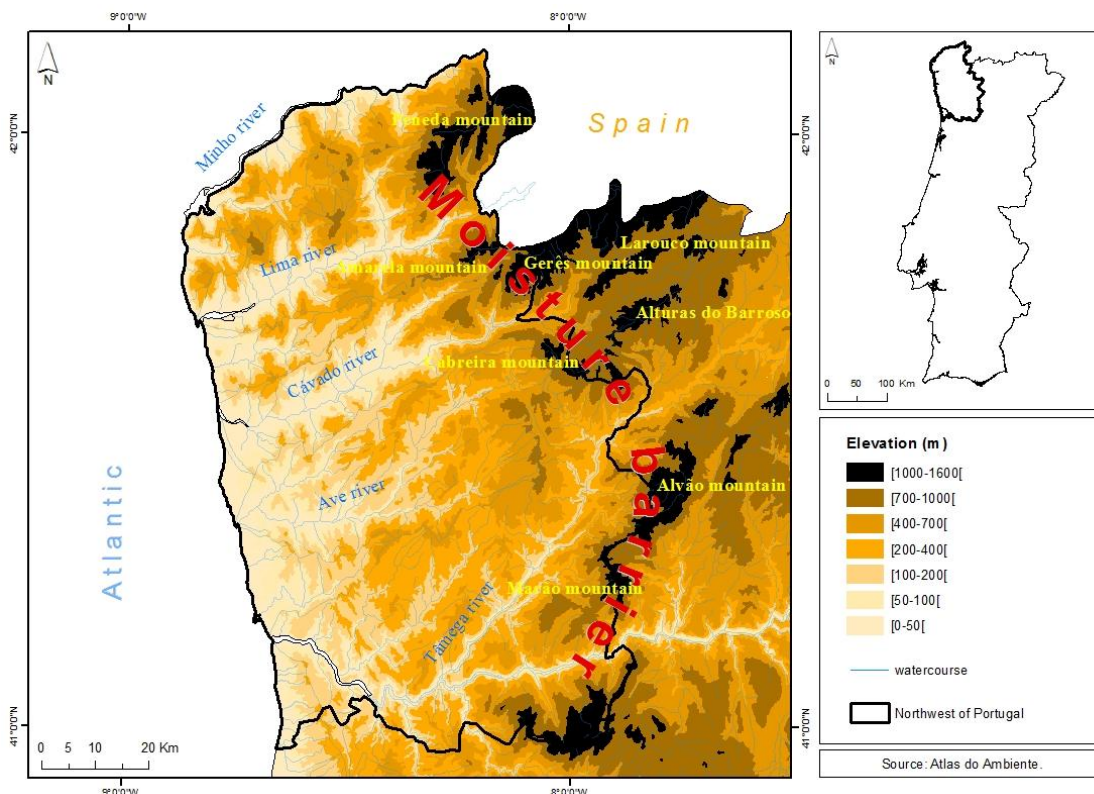 9°0'0"W
8°0'0"W
N
42°0'0"N
Minho river
Peneda mountain
Spain
Lima river
Amarela mountain
Gerês mountain
Larouco mountain
Alturas do Barroso
Cávado river
Cabreira mountain
Moisture barrier
Ave river
Alvão mountain
Atlantic
Marão mountain
Tâmega river
41°0'0"N
0 5 10 20 Km
9°0'0"W
8°0'0"W
N
42°0'0"N
0 50 100 Km
Elevation (m)
[1000-1600[
[700-1000[
[400-700[
[200-400[
[100-200[
[50-100[
[0-50[
watercourse
Northwest of Portugal
41°0'0"N
Source: Atlas do Ambiente.